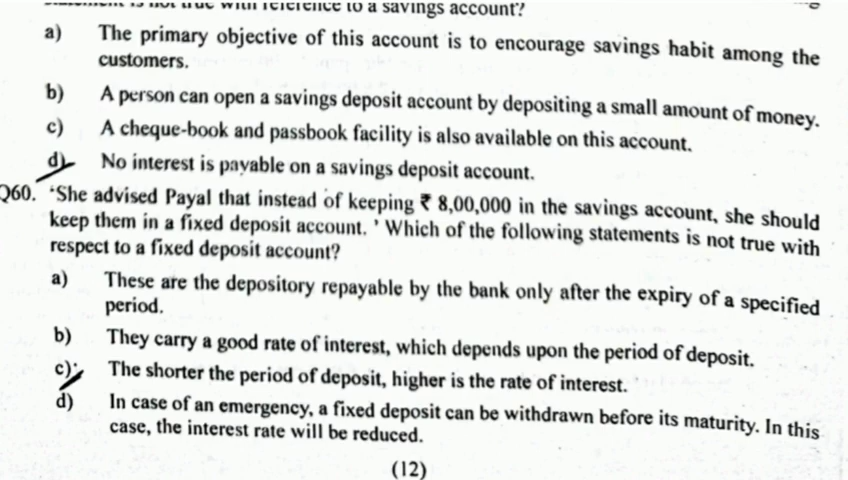 is not true with reference to a savings account?
a) The primary objective of this account is to encourage savings habit among the
customers.
b) A person can open a savings deposit account by depositing a small amount of money.
c) A cheque-book and passbook facility is also available on this account.
d) No interest is payable on a savings deposit account.
Q60. 'She advised Payal that instead of keeping ₹ 8,00,000 in the savings account, she should
keep them in a fixed deposit account. ' Which of the following statements is not true with
respect to a fixed deposit account?
a) These are the depository repayable by the bank only after the expiry of a specified
period.
b) They carry a good rate of interest, which depends upon the period of deposit.
c) The shorter the period of deposit, higher is the rate of interest.
d) In case of an emergency, a fixed deposit can be withdrawn before its maturity. In this
case, the interest rate will be reduced.
(12)